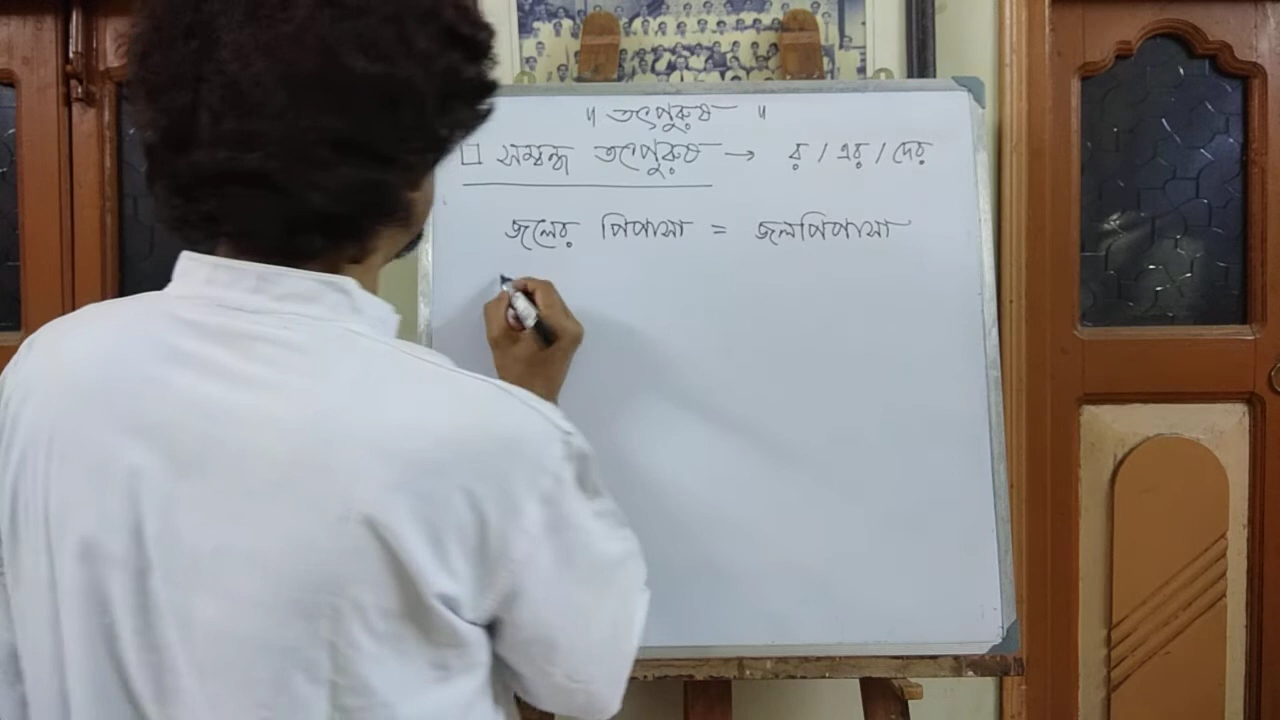 " তৎপুরুষ "
□ সম্বন্ধ তৎপুরুষ → র / এর / দের
জলের পিপাসা = জলপিপাসা